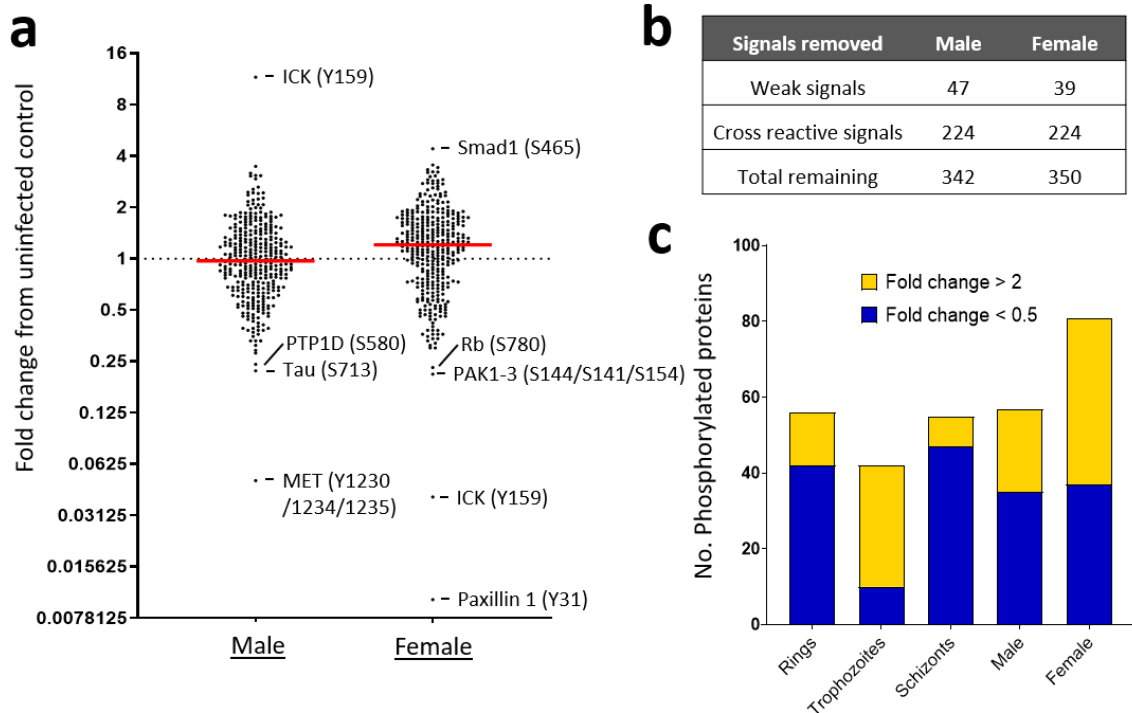 a
Fold change from uninfected control
16
8
4
2
1
0.5
0.25
0.125
0.0625
0.03125
0.015625
0.0078125
ICK (Y159)
Smad1 (S465)
PTP1D (S580)
Tau (S713)
Rb (S780)
PAK1-3 (S144/S141/S154)
MET (Y1230
/1234/1235)
ICK (Y159)
Paxillin 1 (Y31)
Male
Female
b
Signals removed Male Female
Weak signals 47 39
Cross reactive signals 224 224
Total remaining 342 350
c
No. Phosphorylated proteins
100
80
60
40
20
0
Fold change > 2
Fold change < 0.5
Rings
Trophozoites
Schizonts
Male
Female